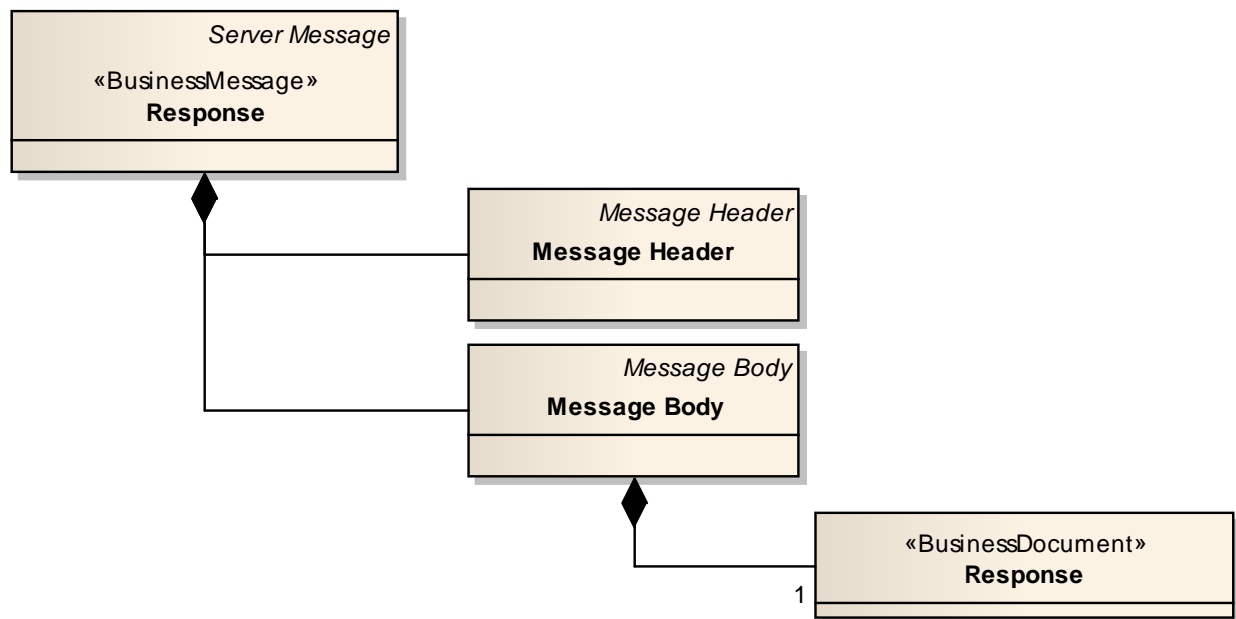 Server Message
«BusinessMessage»
Response
Message Header
Message Header
Message Body
Message Body
«BusinessDocument»
Response
1